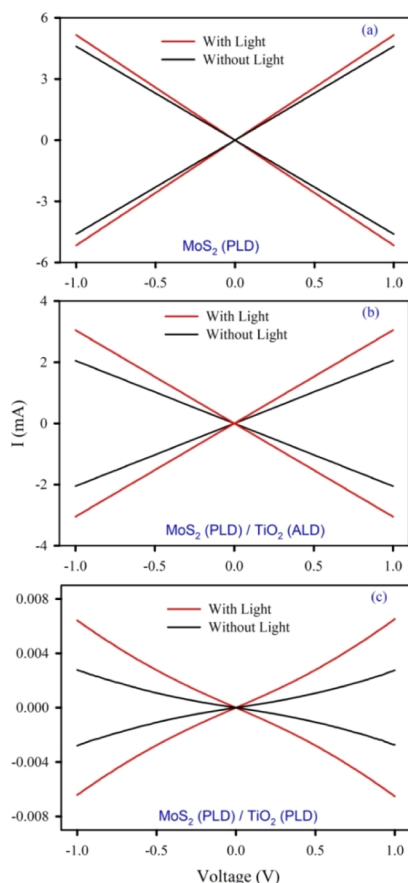 (a)
With Light
Without Light
6
3
0
-3
-6
MoS2 (PLD)
-1.0 -0.5 0.0 0.5 1.0
(b)
With Light
Without Light
4
2
0
-2
-4
I (mA)
MoS2 (PLD) / TiO2 (ALD)
-1.0 -0.5 0.0 0.5 1.0
(c)
With Light
Without Light
0.008
0.004
0.000
-0.004
-0.008
MoS2 (PLD) / TiO2 (PLD)
-1.0 -0.5 0.0 0.5 1.0
Voltage (V)